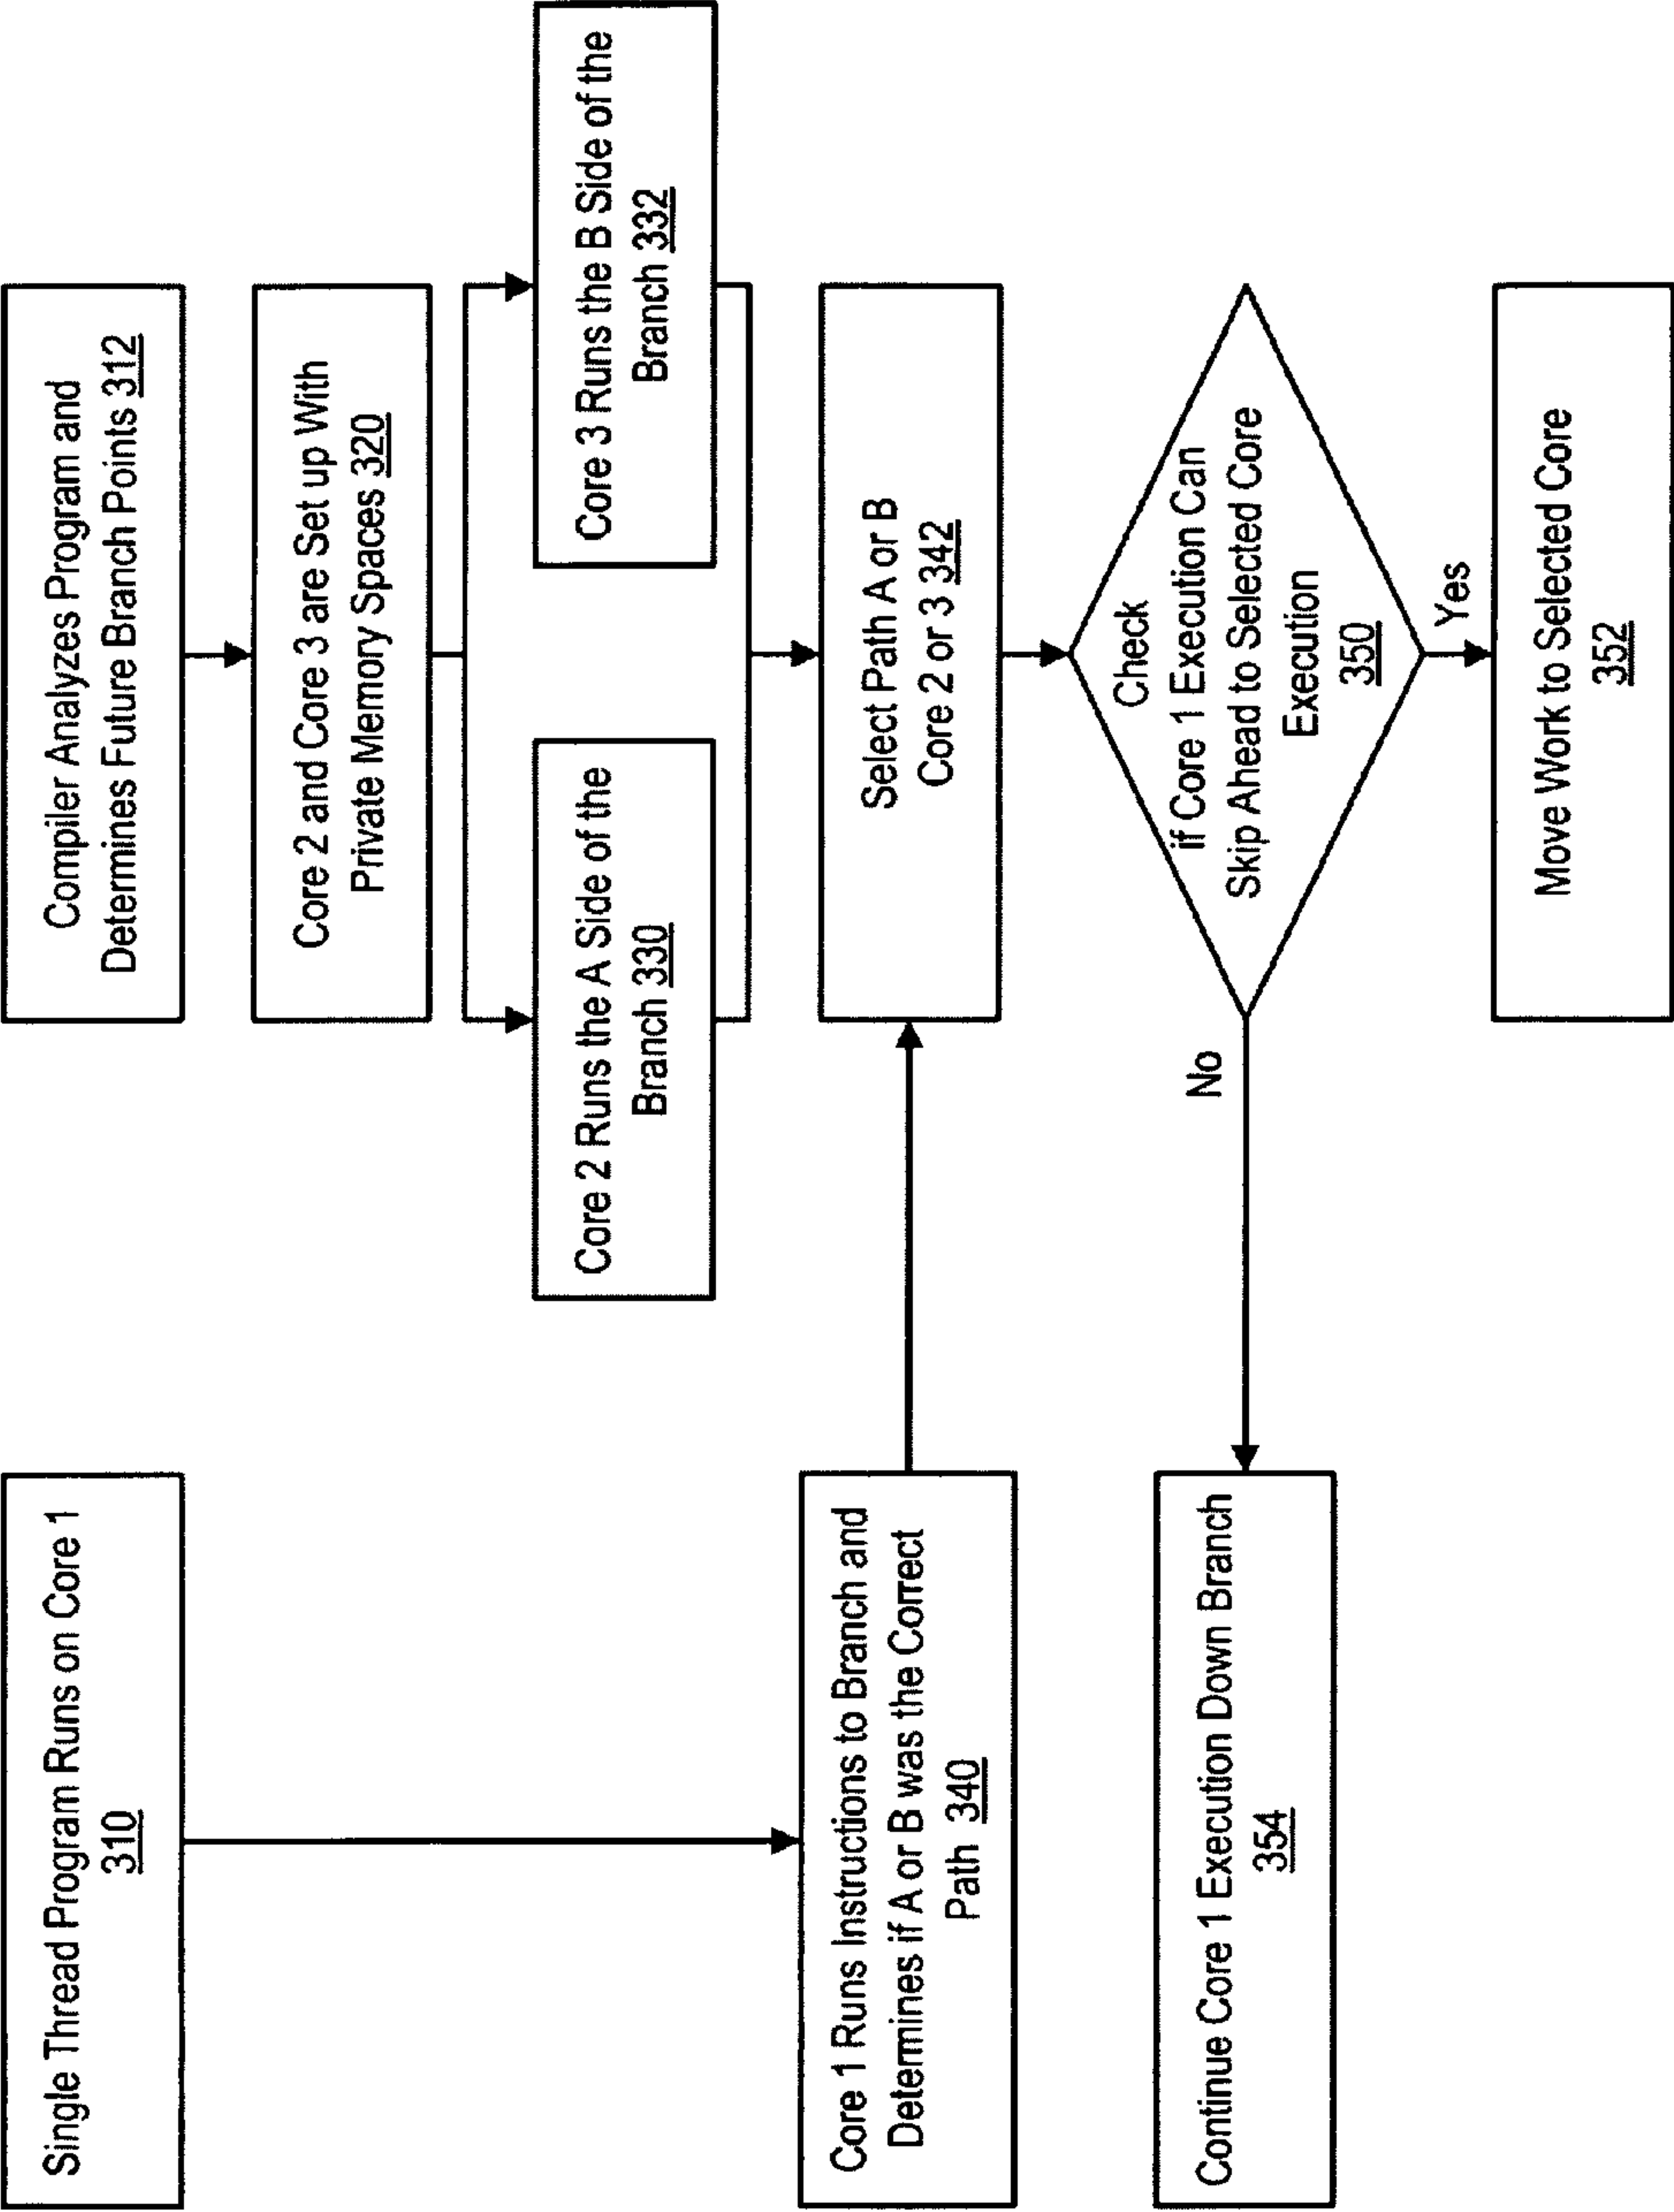 Single Thread Program Runs on Core 1
310
Compiler Analyzes Program and
Determines Future Branch Points 312
Core 2 and Core 3 are Set up With
Private Memory Spaces 320
Core 2 Runs the A Side of the
Branch 330
Core 3 Runs the B Side of the
Branch 332
Core 1 Runs Instructions to Branch and
Determines if A or B was the Correct
Path 340
Select Path A or B
Core 2 or 3 342
Check
if Core 1 Execution Can
Skip Ahead to Selected Core
Execution
350
No
Yes
Continue Core 1 Execution Down Branch
354
Move Work to Selected Core
352